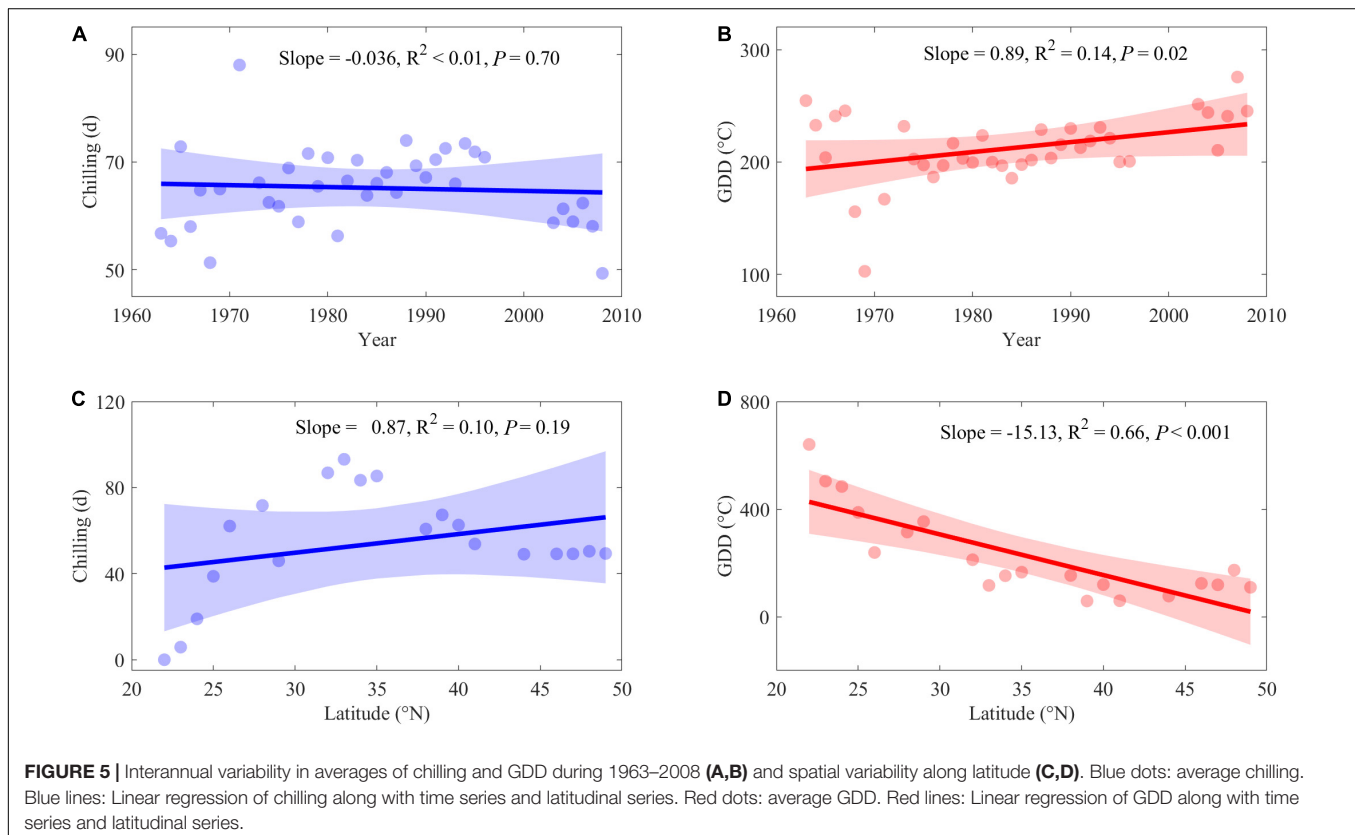 A
Slope = -0.036, R² < 0.01, P = 0.70
90
70
50
Chilling (d)
1960 1970 1980 1990 2000 2010
Year
B
Slope = 0.89, R² = 0.14, P = 0.02
300
200
100
GDD (°C)
1960 1970 1980 1990 2000 2010
Year
C
Slope = 0.87, R² = 0.10, P = 0.19
120
80
40
0
Chilling (d)
20 25 30 35 40 45 50
Latitude (°N)
D
Slope = -15.13, R² = 0.66, P < 0.001
800
400
0
GDD (°C)
20 25 30 35 40 45 50
Latitude (°N)
FIGURE 5 | Interannual variability in averages of chilling and GDD during 1963–2008 (A,B) and spatial variability along latitude (C,D). Blue dots: average chilling.
Blue lines: Linear regression of chilling along with time series and latitudinal series. Red dots: average GDD. Red lines: Linear regression of GDD along with time
series and latitudinal series.